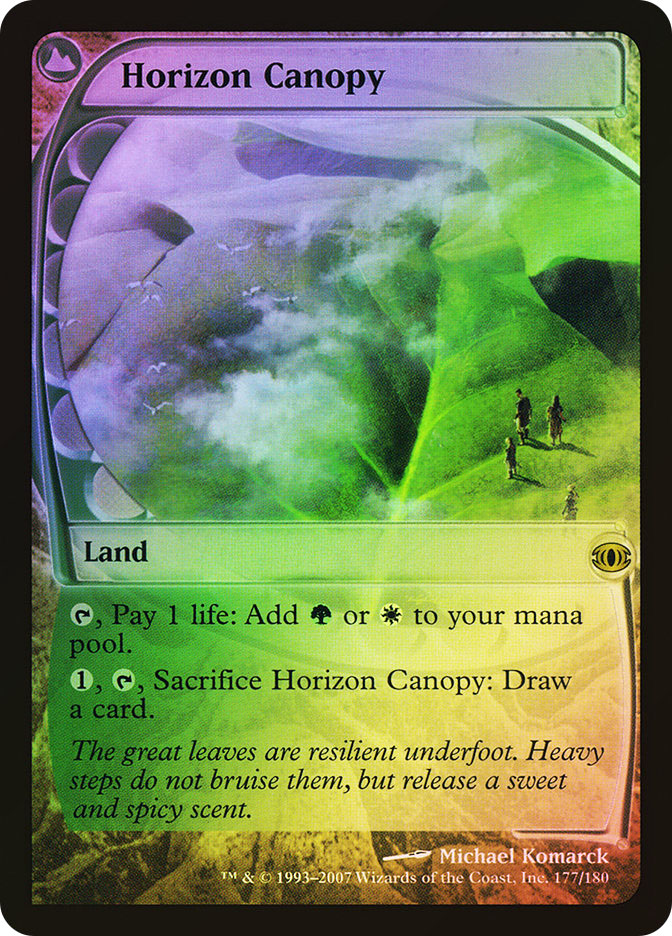 Horizon Canopy
Land
, Pay 1 life: Add or to your mana
pool.
1, , Sacrifice Horizon Canopy: Draw
a card.
The great leaves are resilient underfoot. Heavy
steps do not bruise them, but release a sweet
and spicy scent.
Michael Komarck
™ & © 1993–2007 Wizards of the Coast, Inc. 177/180